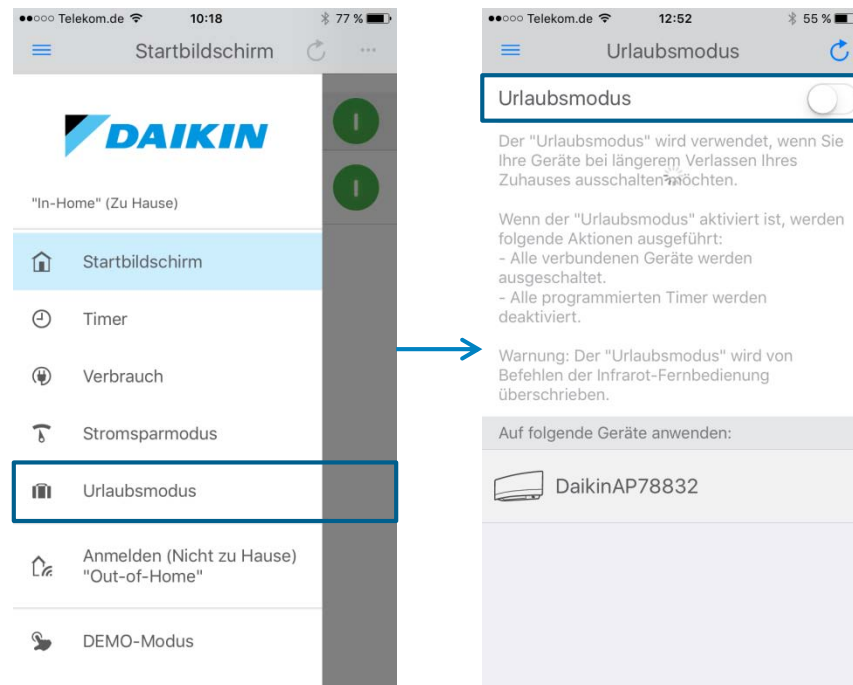 Telekom.de 10:18 77 %
Startbildschirm
DAIKIN
"In-Home" (Zu Hause)
Startbildschirm
Timer
Verbrauch
Stromsparmodus
Urlaubsmodus
Anmelden (Nicht zu Hause)
"Out-of-Home"
DEMO-Modus
I
I
Telekom.de 12:52 55 %
Urlaubsmodus
Urlaubsmodus
Der "Urlaubsmodus" wird verwendet, wenn Sie
Ihre Geräte bei längerem Verlassen Ihres
Zuhauses ausschalten möchten.
Wenn der "Urlaubsmodus" aktiviert ist, werden
folgende Aktionen ausgeführt:
- Alle verbundenen Geräte werden
ausgeschaltet.
- Alle programmierten Timer werden
deaktiviert.
Warnung: Der "Urlaubsmodus" wird von
Befehlen der Infrarot-Fernbedienung
überschrieben.
Auf folgende Geräte anwenden:
DaikinAP78832